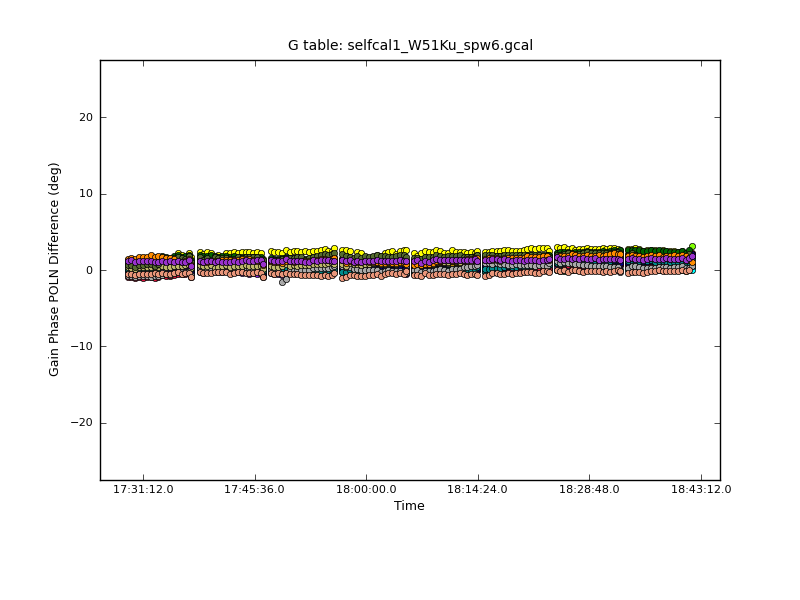 G table: selfcal1_W51Ku_spw6.gcal
Gain Phase POLN Difference (deg)
20
10
0
−10
−20
17:31:12.0 17:45:36.0 18:00:00.0 18:14:24.0 18:28:48.0 18:43:12.0
Time